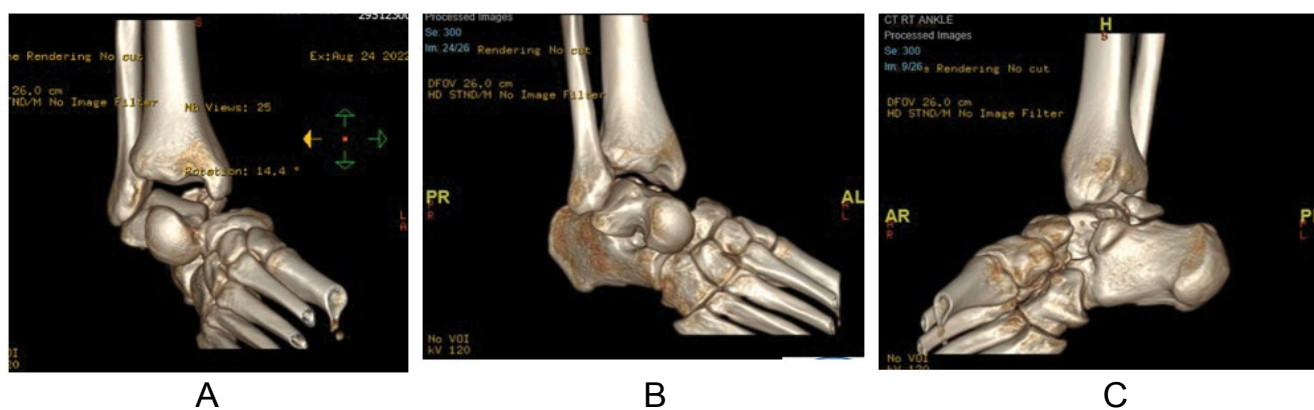 29512300
S
ne Rendering No cut
Ex:Aug 24 2022
26.0 cm
TND/M No Image Filter
Nb Views: 25
Rotation: 14.4 °
L
A
A
Processed Images
Se: 300
Im: 24/26
Rendering No cut
DFOV 26.0 cm
HD STND/M No Image Filter
PR
R
AL
L
No VOI
kV 120
B
CT RT ANKLE
H
S
Processed Images
Se: 300
Im: 9/26
e Rendering No cut
DFOV 26.0 cm
HD STND/M No Image Filter
AR
R
P
L
No VOI
kV 120
C